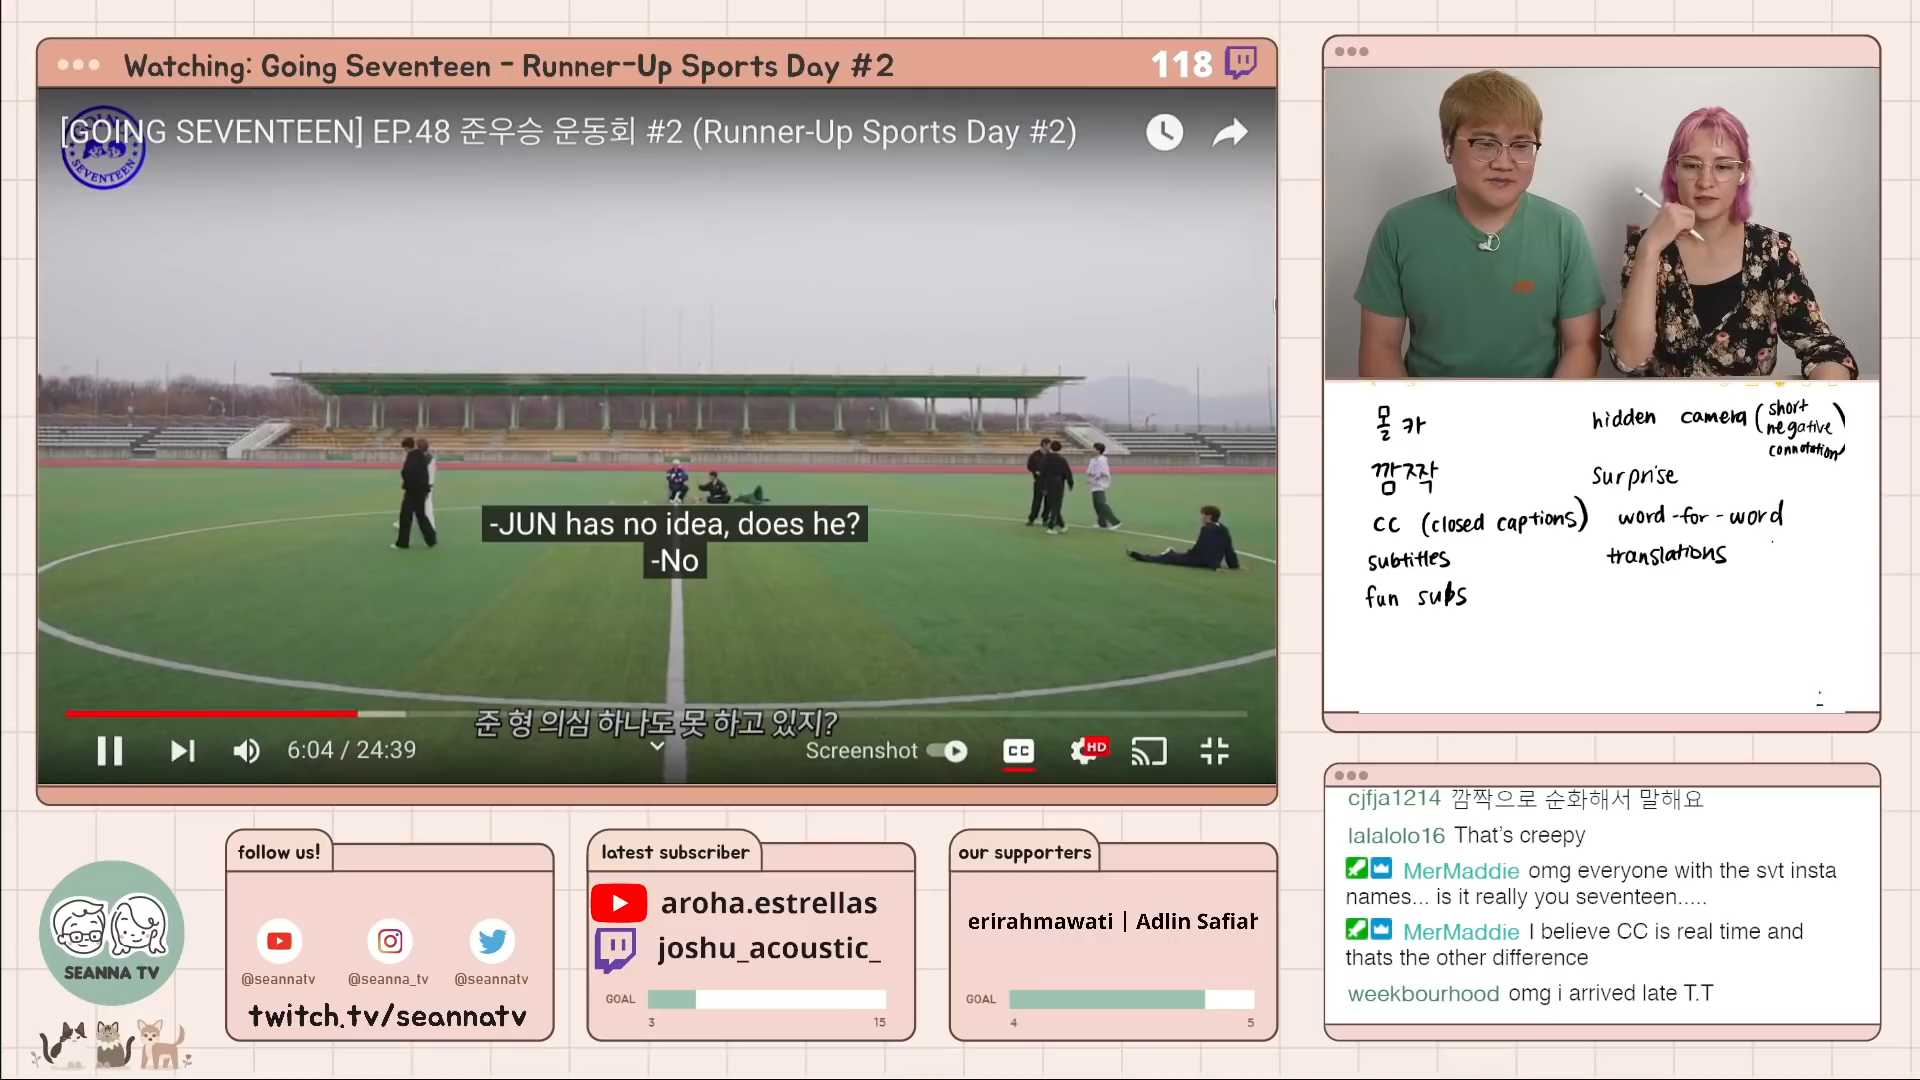 Watching: Going Seventeen - Runner-Up Sports Day #2
118
[GOING SEVENTEEN] EP.48 준우승 운동회 #2 (Runner-Up Sports Day #2)
SEVENTEEN
-JUN has no idea, does he?
-No
준 형 의심 하나도 못 하고 있지?
6:04 / 24:39
Screenshot
CC
HD
몰카 hidden camera (short negative connotation)
깜짝 surprise
CC (closed captions) word-for-word
subtitles translations
fun subs
cjfja1214 깜짝으로 순화해서 말해요
lalalolo16 That's creepy
MerMaddie omg everyone with the svt insta
names... is it really you seventeen.....
MerMaddie I believe CC is real time and
thats the other difference
weekbourhood omg i arrived late T.T
SEANNA TV
follow us!
@seannatv
@seanna_tv
@seannatv
twitch.tv/seannatv
latest subscriber
aroha.estrellas
joshu_acoustic_
GOAL
3
15
our supporters
erirahmawati | Adlin Safiah
GOAL
4
5